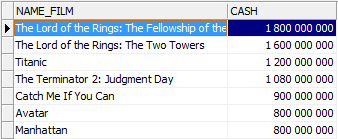 NAME_FILM CASH
The Lord of the Rings: The Fellowship of the 1 800 000 000
The Lord of the Rings: The Two Towers 1 600 000 000
Titanic 1 200 000 000
The Terminator 2: Judgment Day 1 080 000 000
Catch Me If You Can 900 000 000
Avatar 800 000 000
Manhattan 800 000 000